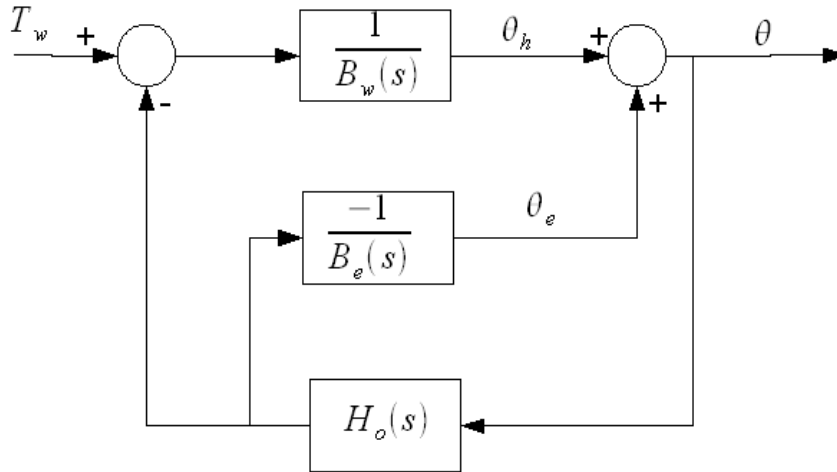 T_w + 1/B_w(s) θ_h + θ
- +
-1/B_e(s) θ_e
H_o(s)